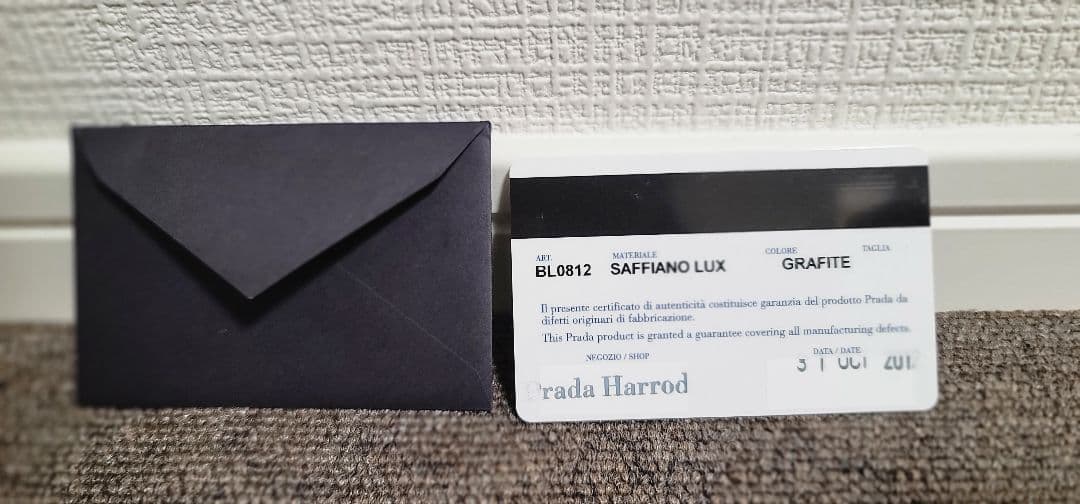 ART. MATERIALE COLORE TAGLIA
BL0812 SAFFIANO LUX GRAFITE
Il presente certificato di autenticità costituisce garanzia del prodotto Prada da
difetti originari di fabbricazione.
This Prada product is granted a guarantee covering all manufacturing defects.
NEGOZIO / SHOP DATA / DATE
Prada Harrod 31 OCT